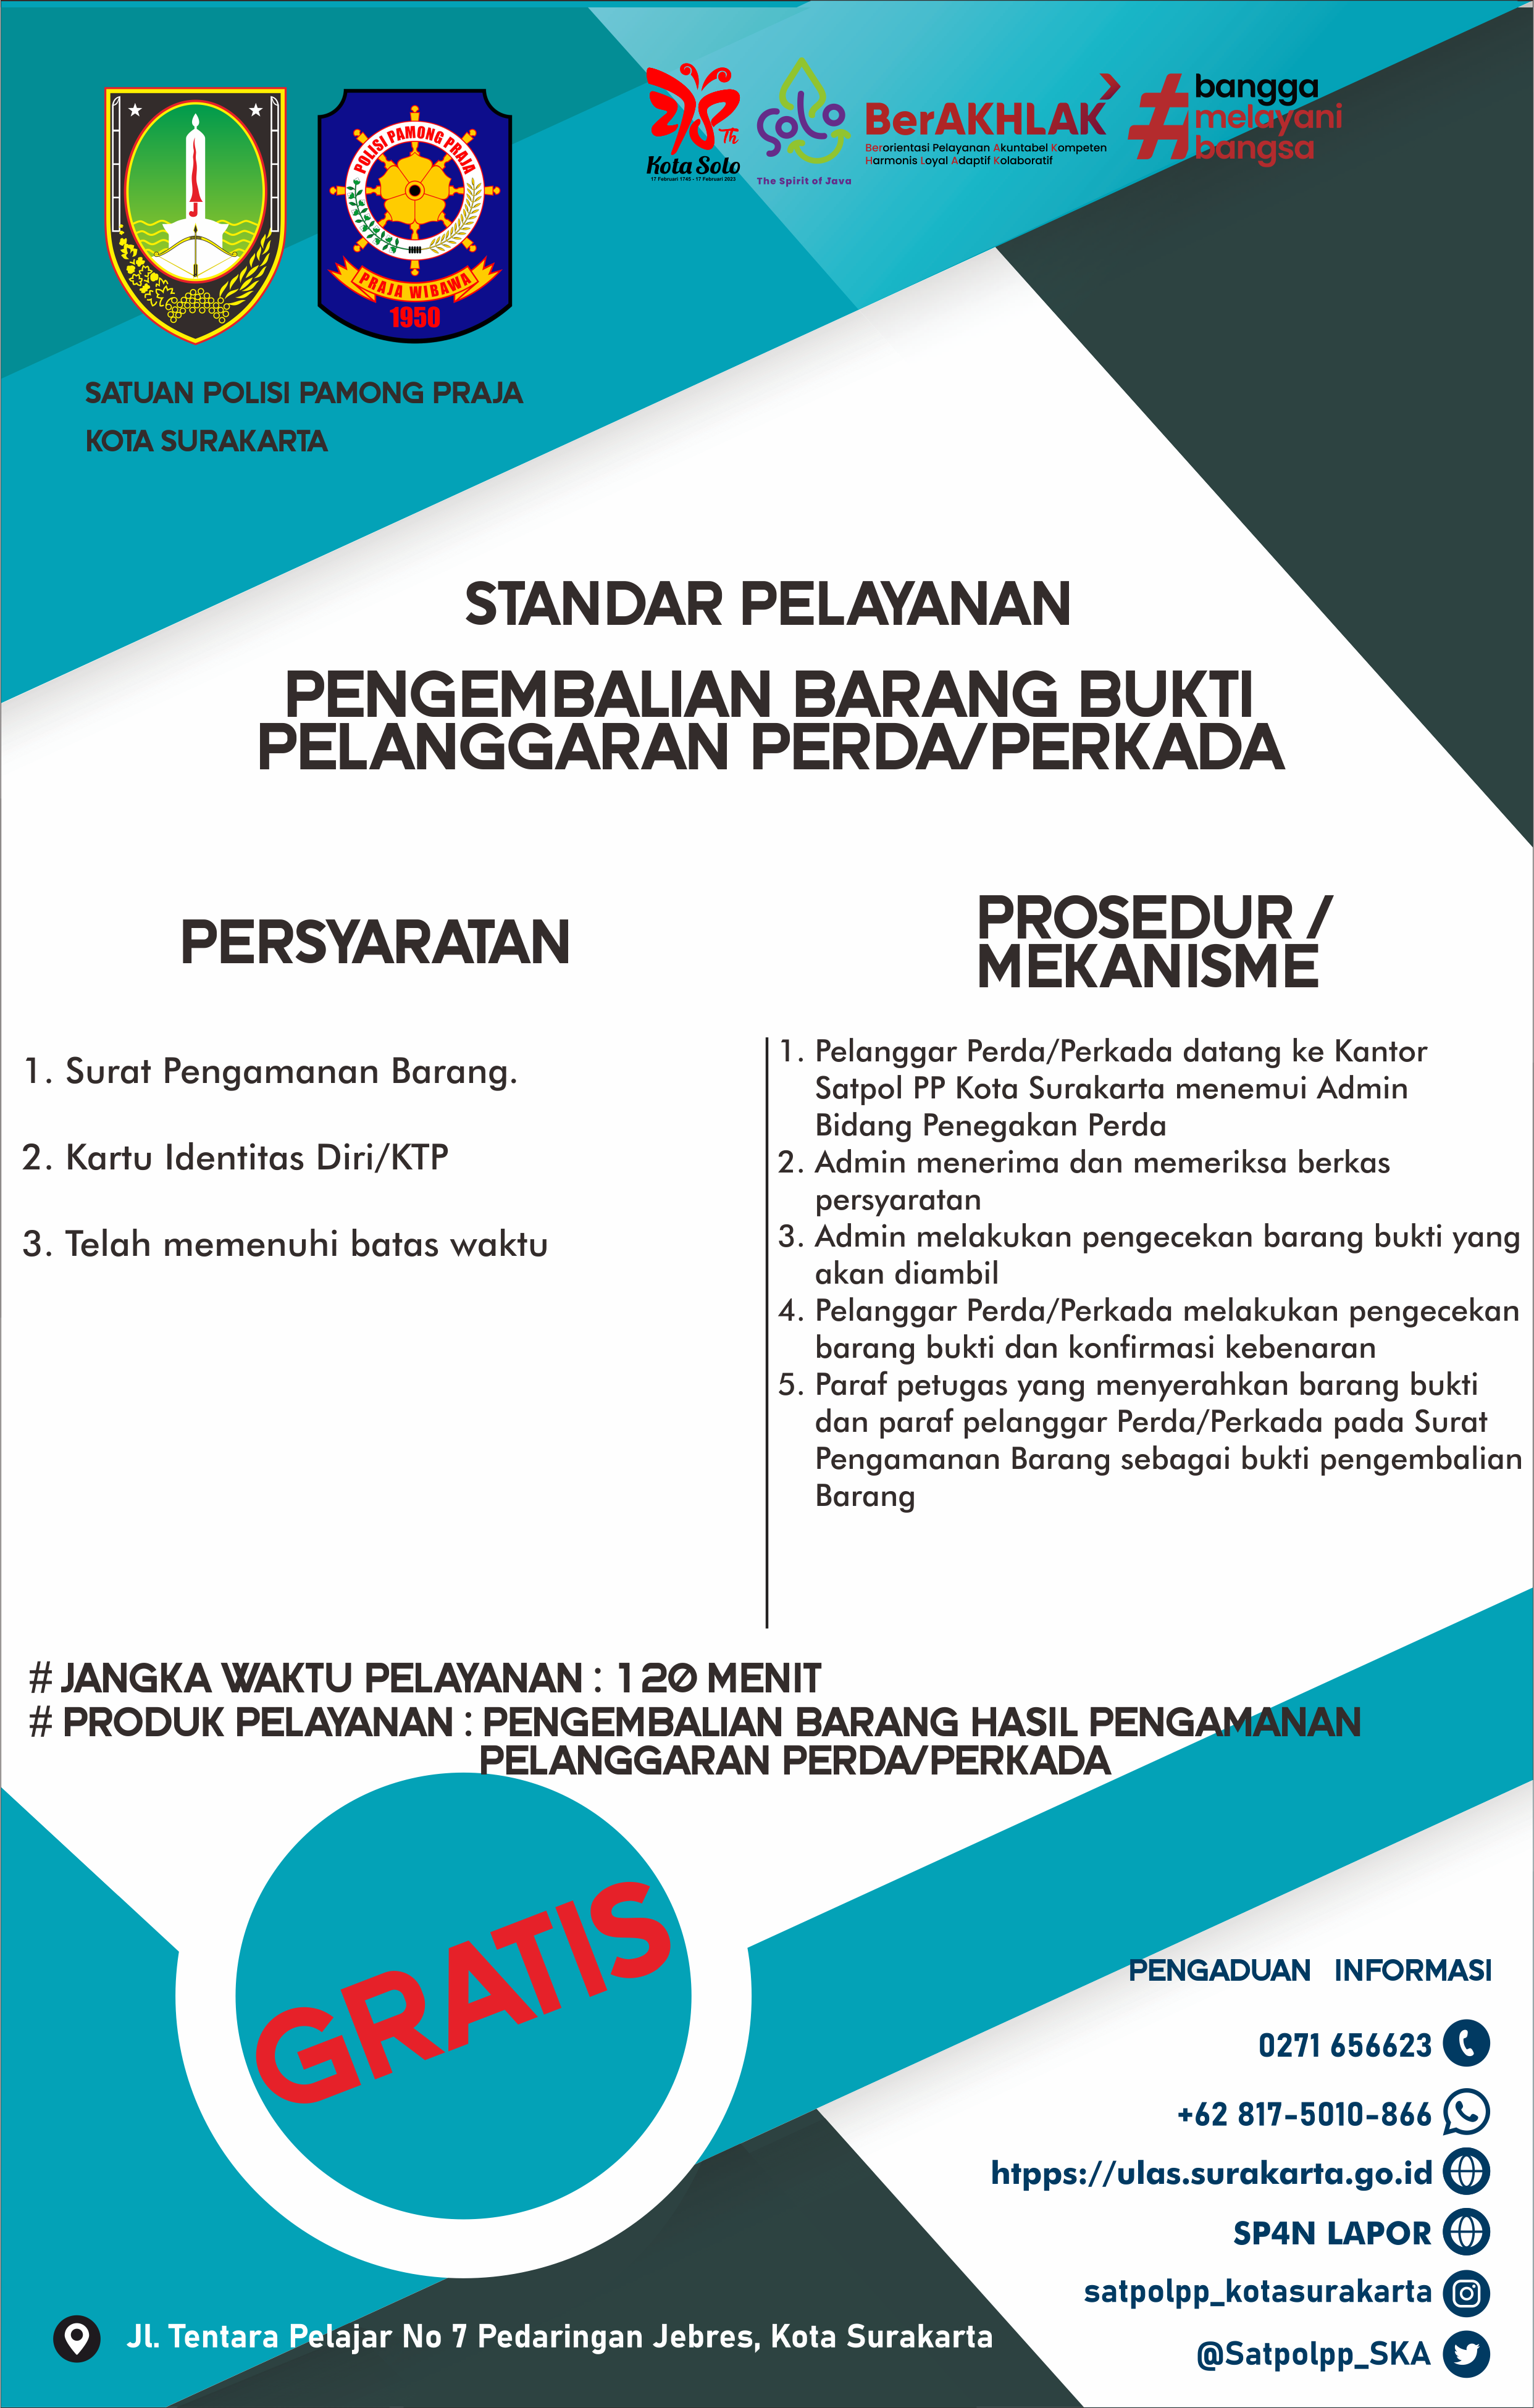 POLISI PAMONG PRAJA
PRAJA WIBAWA
1950
Th
Kota Solo
17 Februari 1745 - 17 Februari 2023
Solo
The Spirit of Java
BerAKHLAK
Berorientasi Pelayanan Akuntabel Kompeten
Harmonis Loyal Adaptif Kolaboratif
#bangga
melayani
bangsa
SATUAN POLISI PAMONG PRAJA
KOTA SURAKARTA
STANDAR PELAYANAN
PENGEMBALIAN BARANG BUKTI
PELANGGARAN PERDA/PERKADA
PERSYARATAN
1. Surat Pengamanan Barang.
2. Kartu Identitas Diri/KTP
3. Telah memenuhi batas waktu
PROSEDUR /
MEKANISME
1. Pelanggar Perda/Perkada datang ke Kantor
Satpol PP Kota Surakarta menemui Admin
Bidang Penegakan Perda
2. Admin menerima dan memeriksa berkas
persyaratan
3. Admin melakukan pengecekan barang bukti yang
akan diambil
4. Pelanggar Perda/Perkada melakukan pengecekan
barang bukti dan konfirmasi kebenaran
5. Paraf petugas yang menyerahkan barang bukti
dan paraf pelanggar Perda/Perkada pada Surat
Pengamanan Barang sebagai bukti pengembalian
Barang
# JANGKA WAKTU PELAYANAN : 120 MENIT
# PRODUK PELAYANAN : PENGEMBALIAN BARANG HASIL PENGAMANAN
PELANGGARAN PERDA/PERKADA
GRATIS
PENGADUAN INFORMASI
0271 656623
+62 817-5010-866
htpps://ulas.surakarta.go.id
SP4N LAPOR
satpolpp_kotasurakarta
@Satpolpp_SKA
Jl. Tentara Pelajar No 7 Pedaringan Jebres, Kota Surakarta